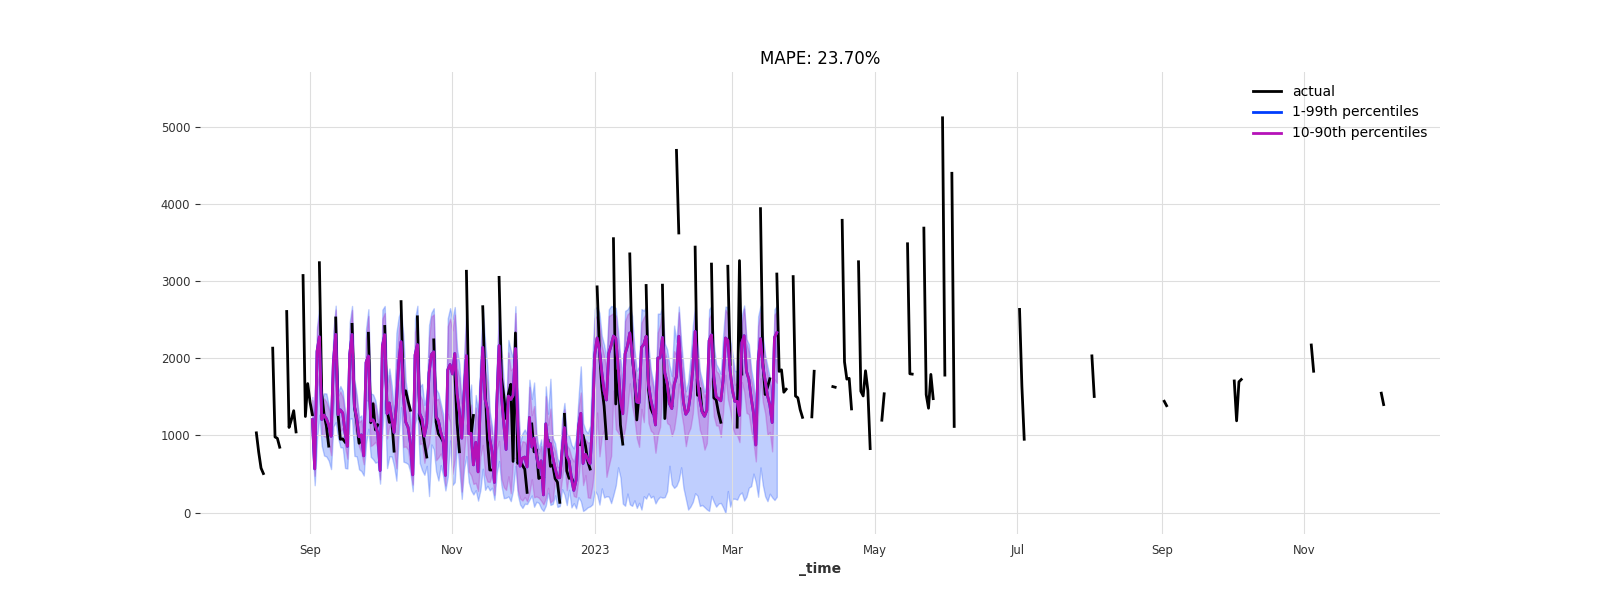 MAPE: 23.70%
actual
1-99th percentiles
10-90th percentiles
5000
4000
3000
2000
1000
0
Sep Nov 2023 Mar May Jul Sep Nov
_time